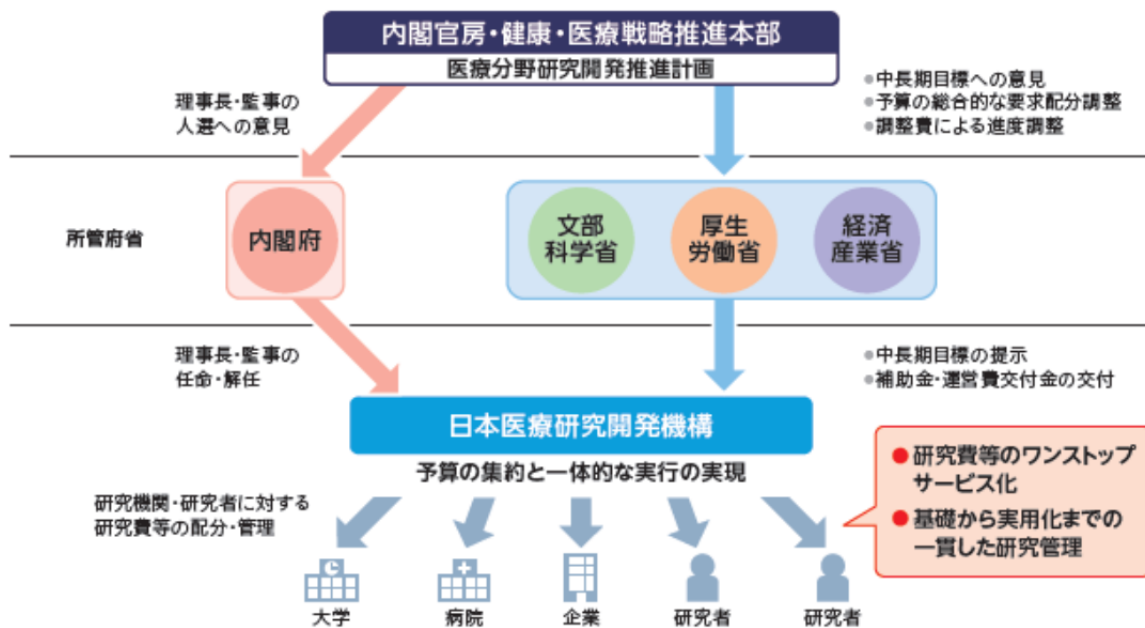 内閣官房・健康・医療戦略推進本部
医療分野研究開発推進計画
理事長・監事の
人選への意見
●中長期目標への意見
●予算の総合的な要求配分調整
●調整費による進度調整
所管府省
内閣府
文部
科学省
厚生
労働省
経済
産業省
理事長・監事の
任命・解任
●中長期目標の提示
●補助金・運営費交付金の交付
日本医療研究開発機構
予算の集約と一体的な実行の実現
研究機関・研究者に対する
研究費等の配分・管理
●研究費等のワンストップ
サービス化
●基礎から実用化までの
一貫した研究管理
大学
病院
企業
研究者
研究者